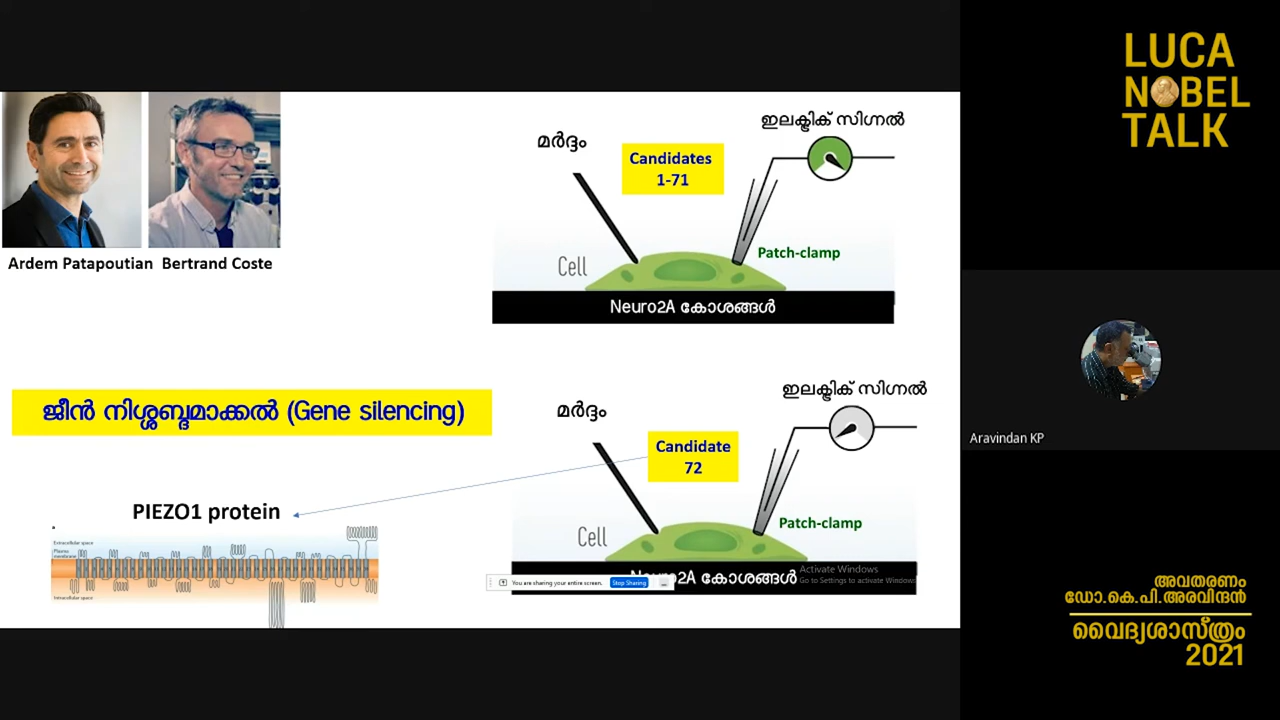 LUCA
NOBEL
TALK
ഇലക്ട്രിക് സിഗ്നൽ
മർദ്ദം
Candidates
1-71
Patch-clamp
Cell
Neuro2A കോശങ്ങൾ
Ardem Patapoutian
Bertrand Coste
ജീൻ നിശ്ശബ്ദമാക്കൽ (Gene silencing)
ഇലക്ട്രിക് സിഗ്നൽ
മർദ്ദം
Candidate
72
Patch-clamp
Cell
Neuro2A കോശങ്ങൾ
PIEZO1 protein
Extracellular space
Plasma
membrane
Intracellular space
You are sharing your entire screen.
Stop Sharing
Activate Windows
Go to Settings to activate Windows
Aravindan KP
അവതരണം
ഡോ.കെ.പി.അരവിന്ദൻ
വൈദ്യശാസ്ത്രം
2021